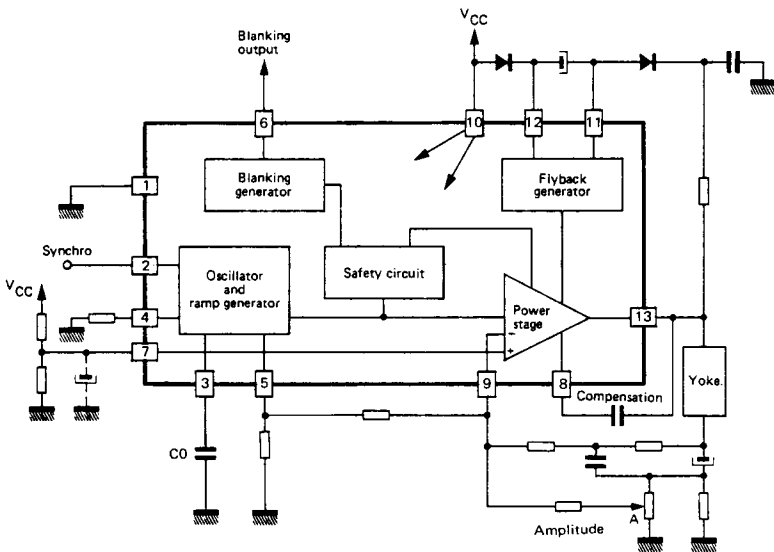 Blanking
output
VCC
6
10
12
11
1
Blanking
generator
Flyback
generator
Synchro
2
Oscillator
and
ramp generator
Safety circuit
VCC
4
Power
stage
13
-
+
7
3
5
9
8
Compensation
Yoke.
C0
Amplitude
A